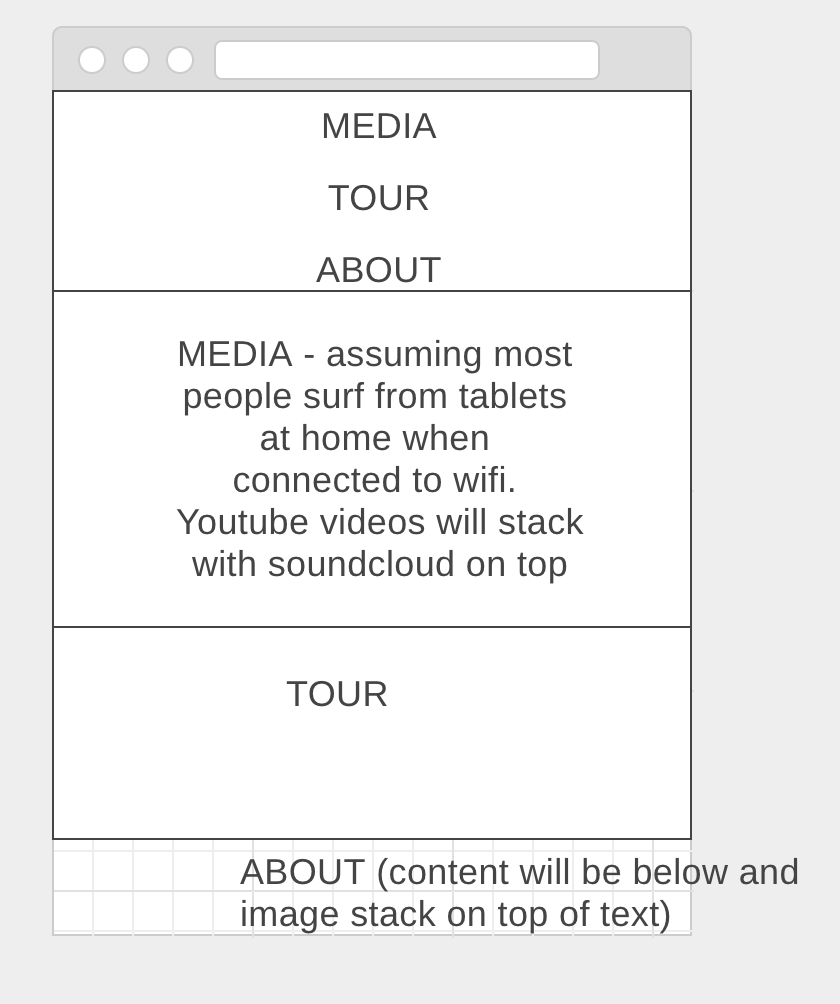 MEDIA
TOUR
ABOUT
MEDIA - assuming most
people surf from tablets
at home when
connected to wifi.
Youtube videos will stack
with soundcloud on top
TOUR
ABOUT (content will be below and
image stack on top of text)